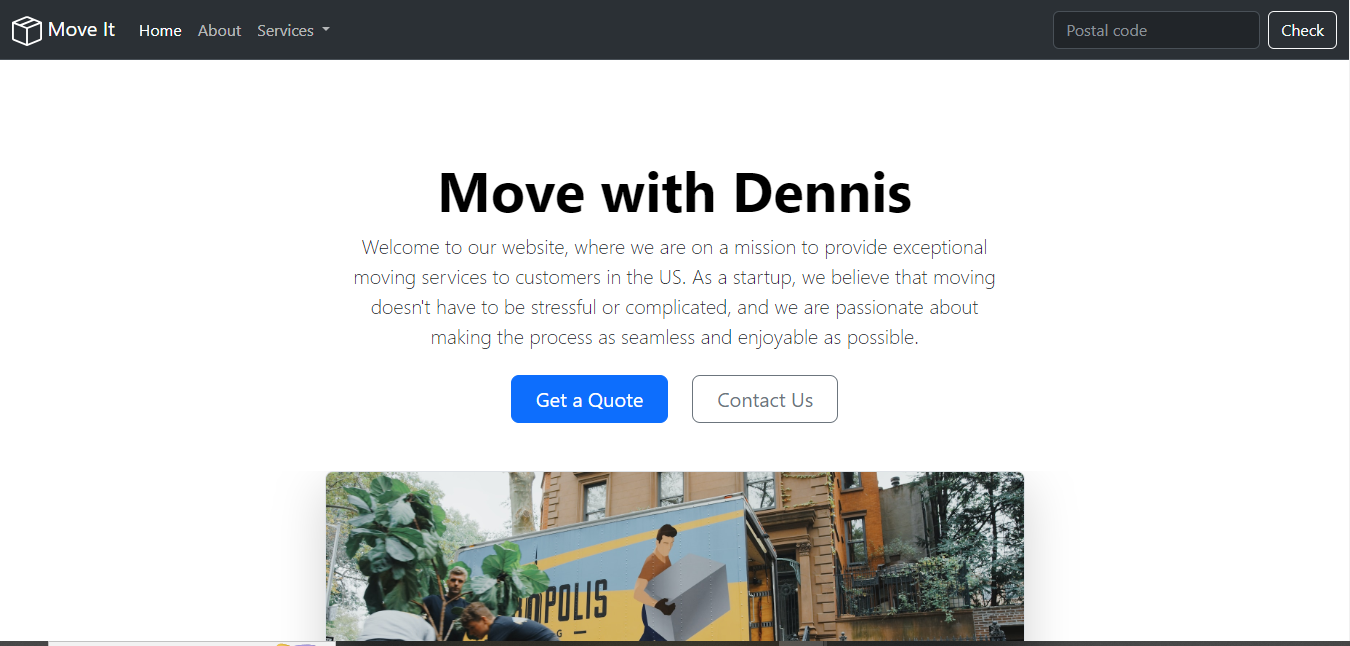 Move It
Home
About
Services
Postal code
Check
Move with Dennis
Welcome to our website, where we are on a mission to provide exceptional
moving services to customers in the US. As a startup, we believe that moving
doesn't have to be stressful or complicated, and we are passionate about
making the process as seamless and enjoyable as possible.
Get a Quote
Contact Us
OPOLIS
G